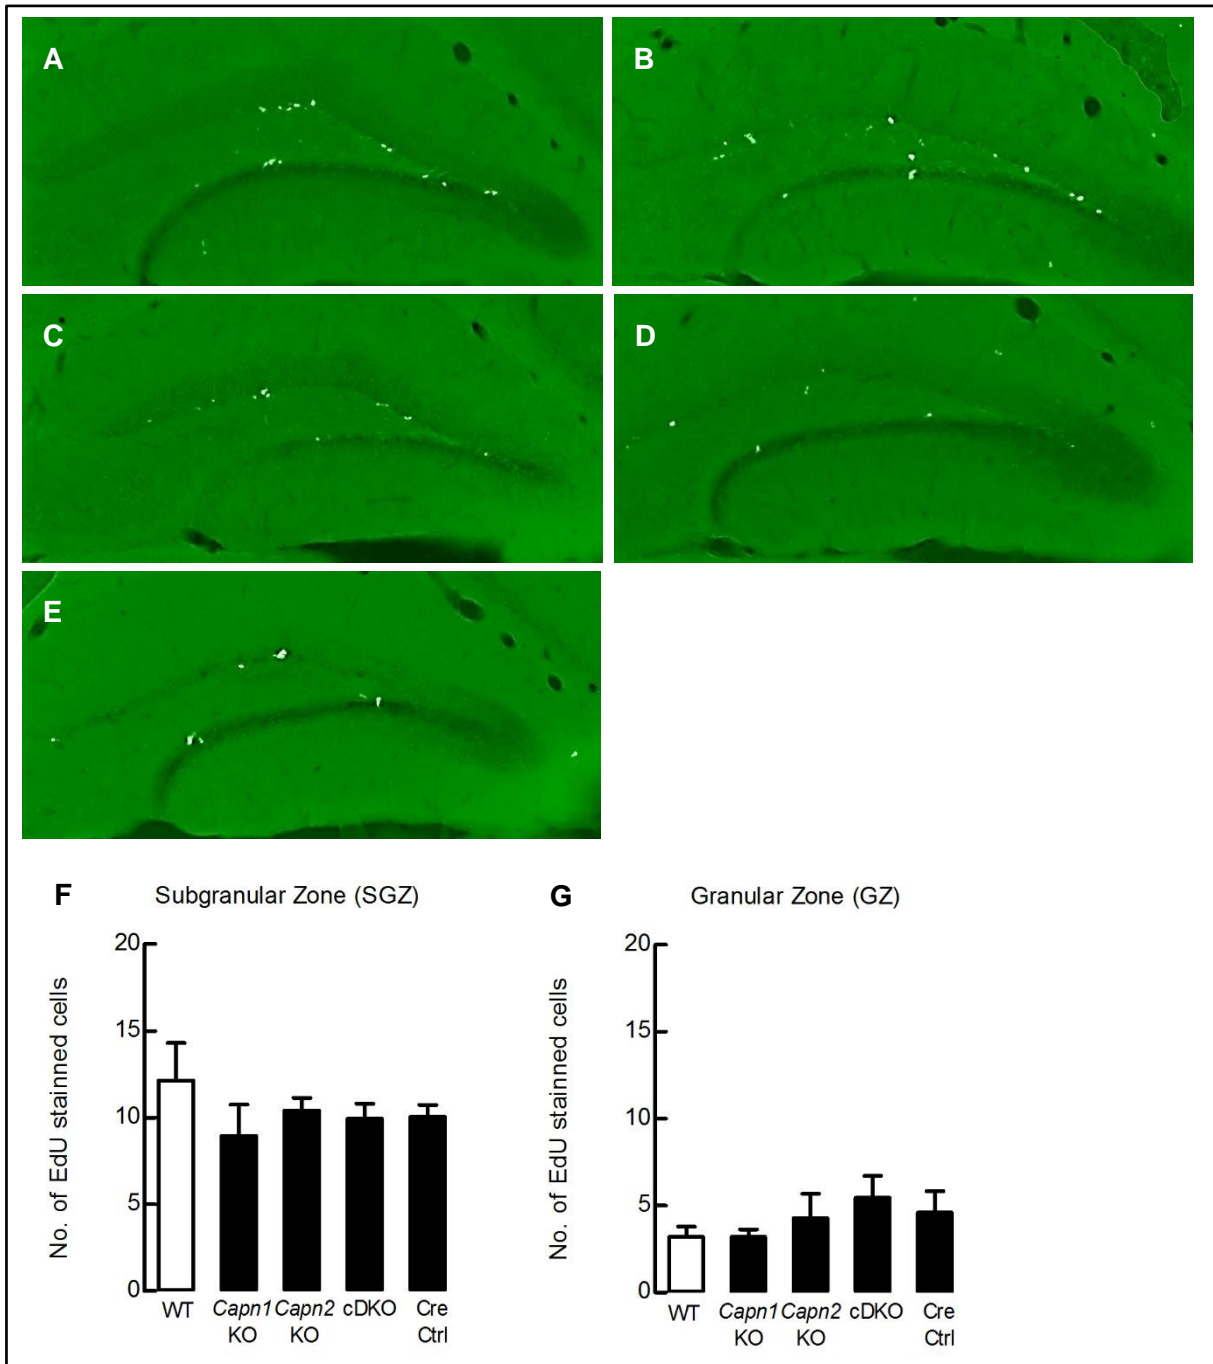 A
B
C
D
E
F Subgranular Zone (SGZ)
No. of EdU stainned cells
20
15
10
5
0
WT Capn1 Capn2 cDKO Cre
KO KO Ctrl
G Granular Zone (GZ)
No. of EdU stainned cells
20
15
10
5
0
WT Capn1 Capn2 cDKO Cre
KO KO Ctrl